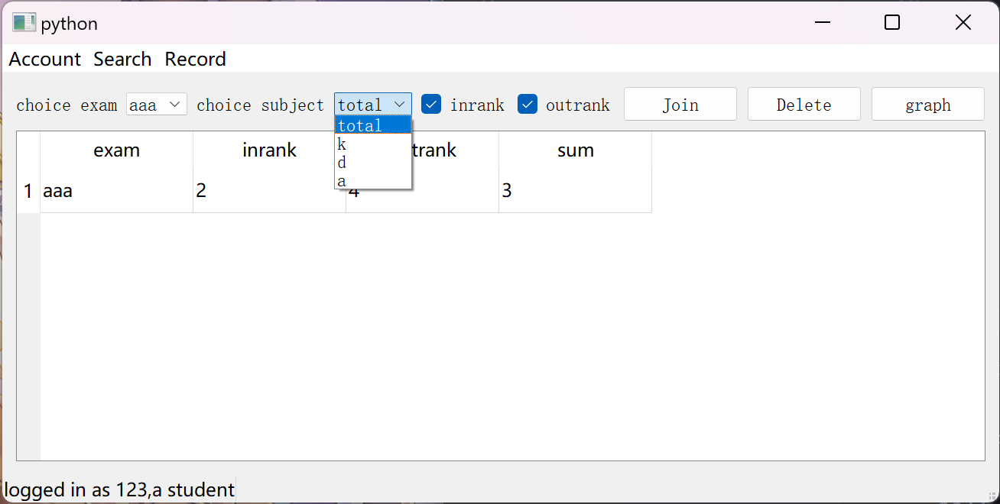 python
Account Search Record
choice exam aaa choice subject total inrank outrank Join Delete graph
total
k
d
a
exam inrank trank sum
1 aaa 2 4 3
logged in as 123,a student